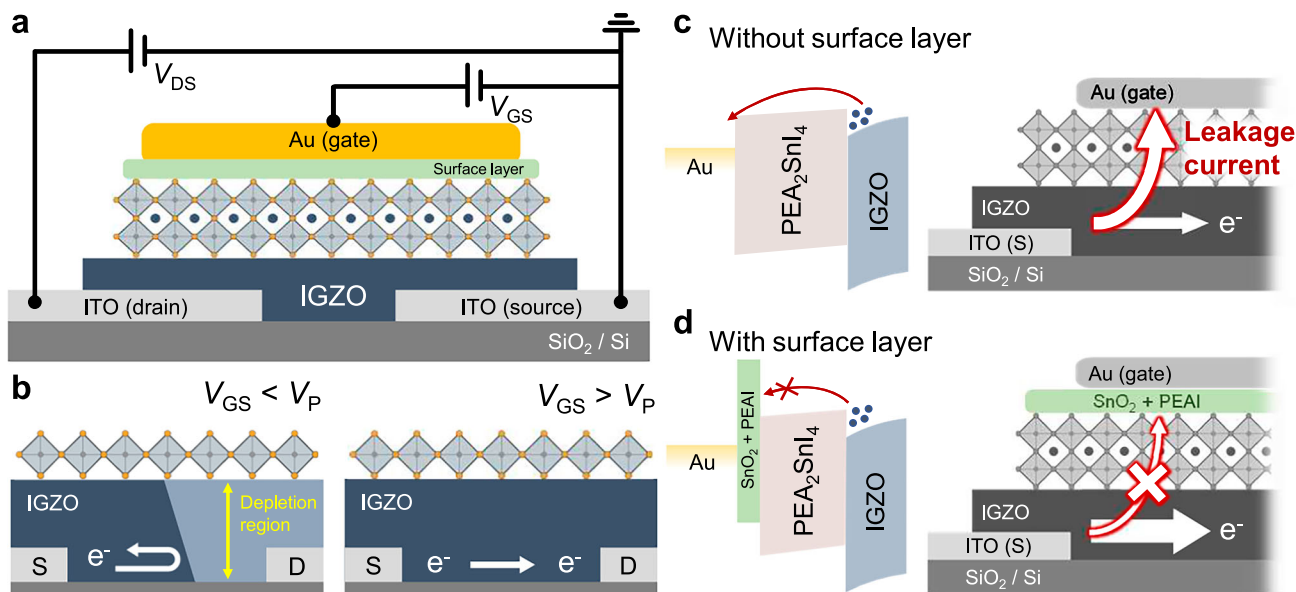 a
V_DS
V_GS
Au (gate)
Surface layer
IGZO
ITO (drain)
ITO (source)
SiO₂ / Si
b
V_GS < V_P
V_GS > V_P
IGZO
Depletion
region
S
e⁻
D
IGZO
S
e⁻
e⁻
D
c
Without surface layer
Au
PEA₂SnI₄
IGZO
Au (gate)
Leakage
current
IGZO
e⁻
ITO (S)
SiO₂ / Si
d
With surface layer
Au
SnO₂ + PEAI
PEA₂SnI₄
IGZO
Au (gate)
SnO₂ + PEAI
IGZO
e⁻
ITO (S)
SiO₂ / Si